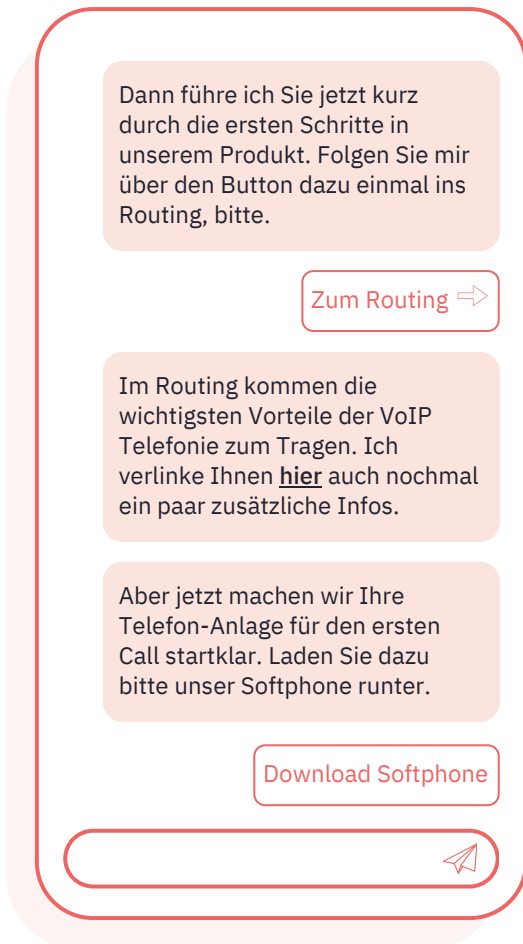 Dann führe ich Sie jetzt kurz
durch die ersten Schritte in
unserem Produkt. Folgen Sie mir
über den Button dazu einmal ins
Routing, bitte.
Zum Routing
Im Routing kommen die
wichtigsten Vorteile der VoIP
Telefonie zum Tragen. Ich
verlinke Ihnen hier auch nochmal
ein paar zusätzliche Infos.
Aber jetzt machen wir Ihre
Telefon-Anlage für den ersten
Call startklar. Laden Sie dazu
bitte unser Softphone runter.
Download Softphone